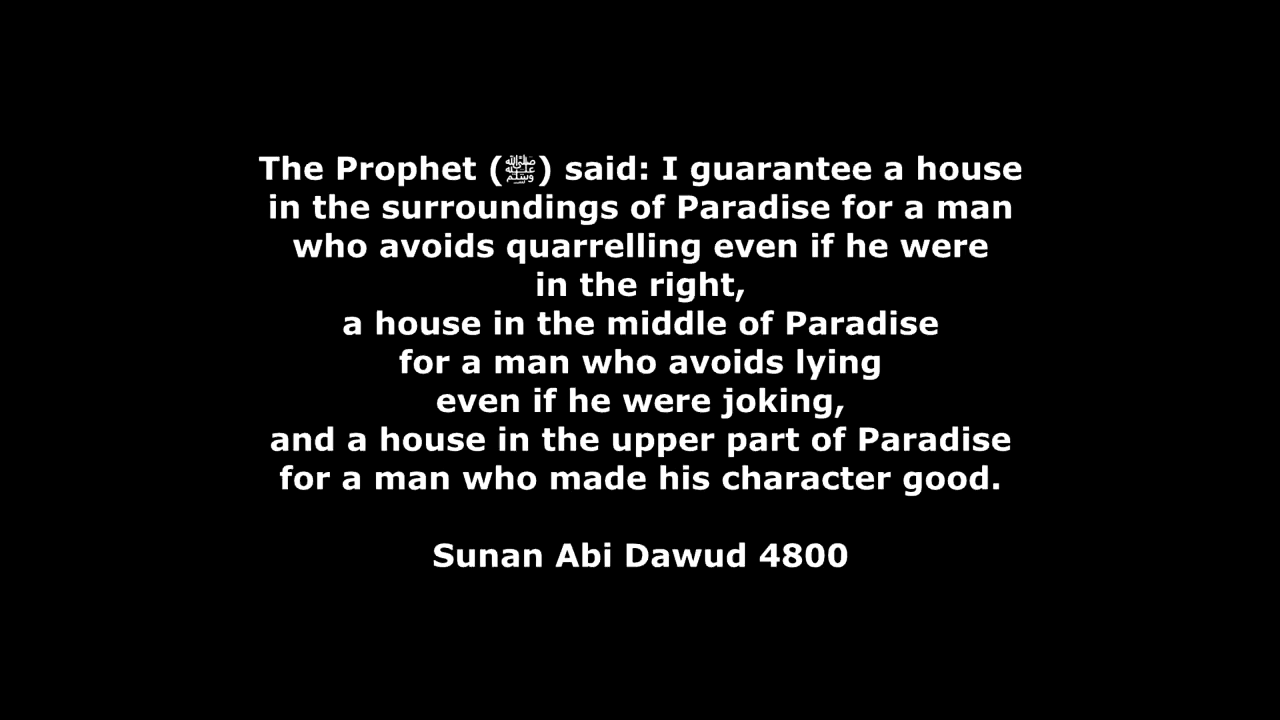 The Prophet (ﷺ) said: I guarantee a house
in the surroundings of Paradise for a man
who avoids quarrelling even if he were
in the right,
a house in the middle of Paradise
for a man who avoids lying
even if he were joking,
and a house in the upper part of Paradise
for a man who made his character good.
Sunan Abi Dawud 4800